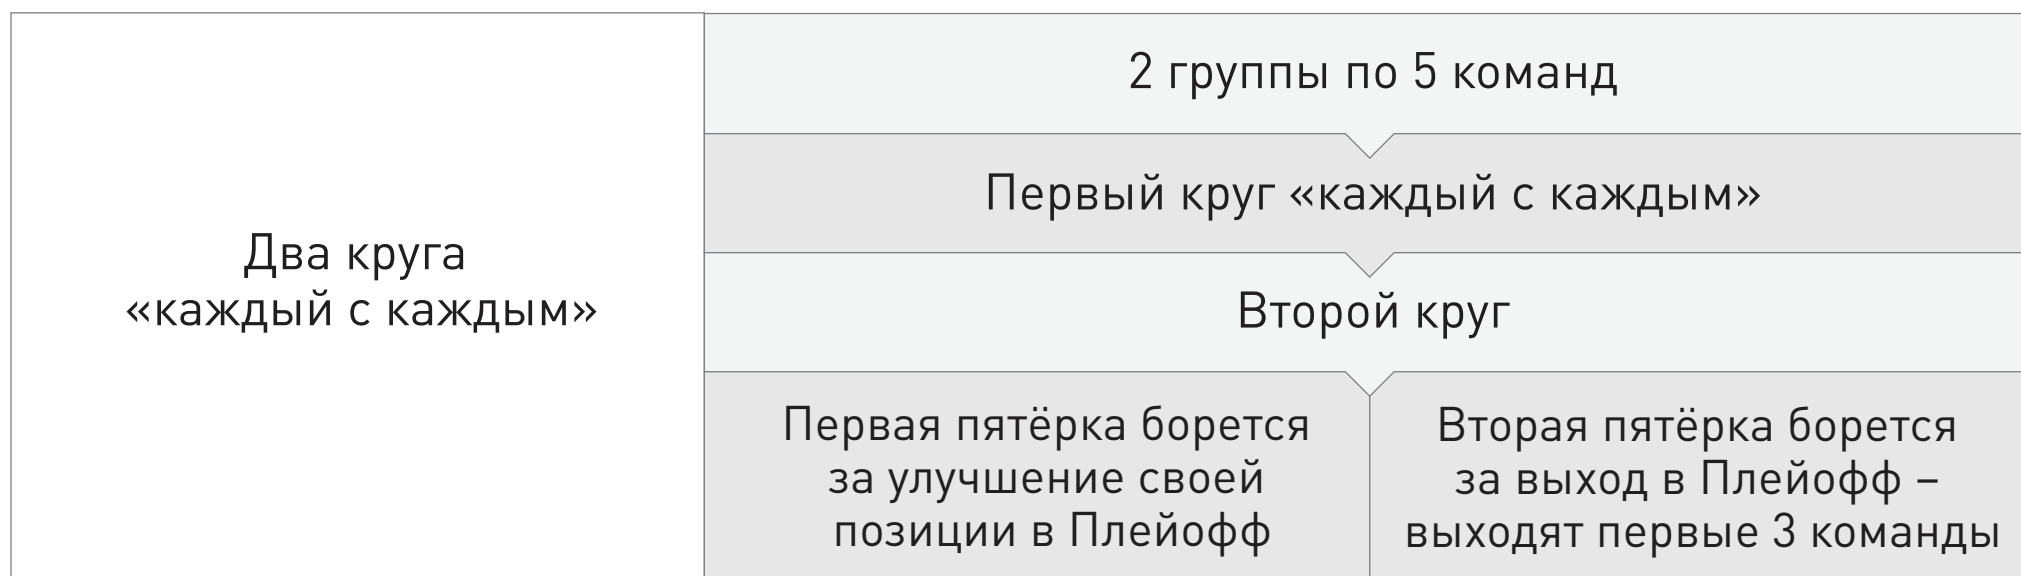 Два круга
«каждый с каждым»
2 группы по 5 команд
Первый круг «каждый с каждым»
Второй круг
Первая пятёрка борется
за улучшение своей
позиции в Плейофф
Вторая пятёрка борется
за выход в Плейофф –
выходят первые 3 команды